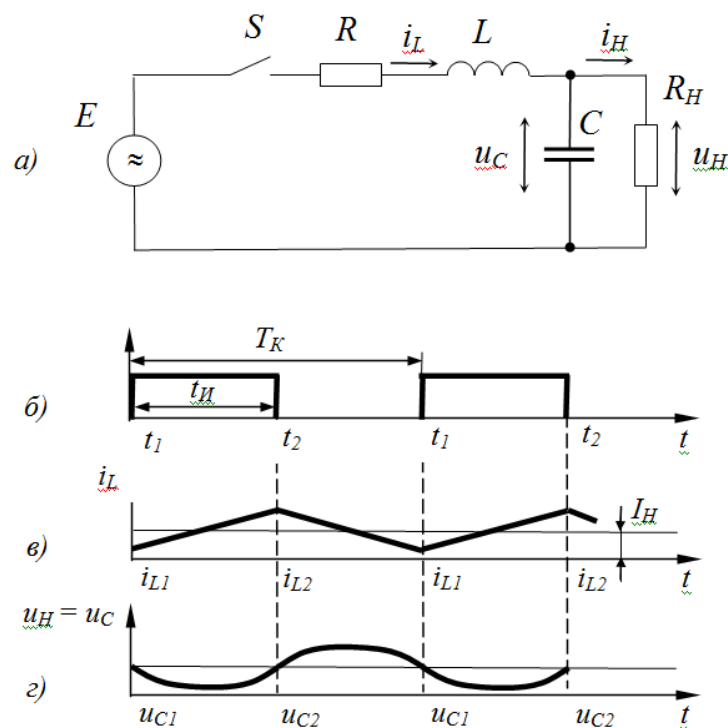 S R i_L L i_H
E C R_H
а) u_C u_H
T_К
t_И
б) t_1 t_2 t_1 t_2 t
i_L I_H
в) i_L1 i_L2 i_L1 i_L2 t
u_H = u_C
г) u_C1 u_C2 u_C1 u_C2 t